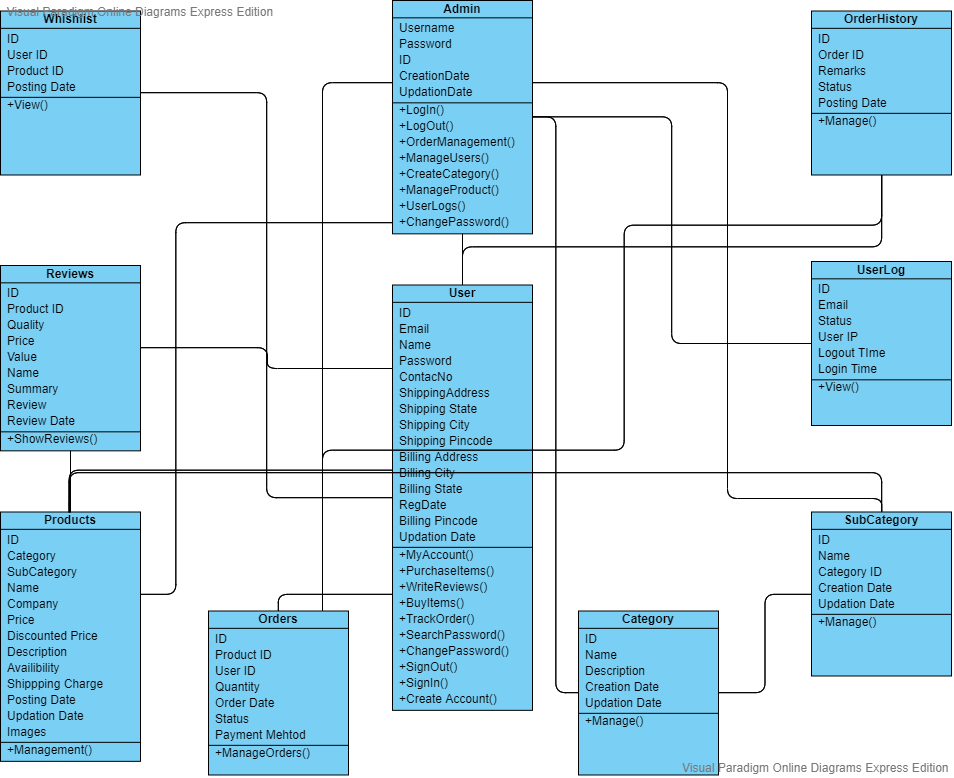 Visual Paradigm Online Diagrams Express Edition
Whishlist
ID
User ID
Product ID
Posting Date
+View()
Admin
Username
Password
ID
CreationDate
UpdationDate
+LogIn()
+LogOut()
+OrderManagement()
+ManageUsers()
+CreateCategory()
+ManageProduct()
+UserLogs()
+ChangePassword()
OrderHistory
ID
Order ID
Remarks
Status
Posting Date
+Manage()
Reviews
ID
Product ID
Quality
Price
Value
Name
Summary
Review
Review Date
+ShowReviews()
User
ID
Email
Name
Password
ContacNo
ShippingAddress
Shipping State
Shipping City
Shipping Pincode
Billing Address
Billing City
Billing State
RegDate
Billing Pincode
Updation Date
+MyAccount()
+PurchaseItems()
+WriteReviews()
+BuyItems()
+TrackOrder()
+SearchPassword()
+ChangePassword()
+SignOut()
+SignIn()
+Create Account()
UserLog
ID
Email
Status
User IP
Logout TIme
Login Time
+View()
Products
ID
Category
SubCategory
Name
Company
Price
Discounted Price
Description
Availibility
Shippping Charge
Posting Date
Updation Date
Images
+Management()
Orders
ID
Product ID
User ID
Quantity
Order Date
Status
Payment Mehtod
+ManageOrders()
Category
ID
Name
Description
Creation Date
Updation Date
+Manage()
SubCategory
ID
Name
Category ID
Creation Date
Updation Date
+Manage()
Visual Paradigm Online Diagrams Express Edition